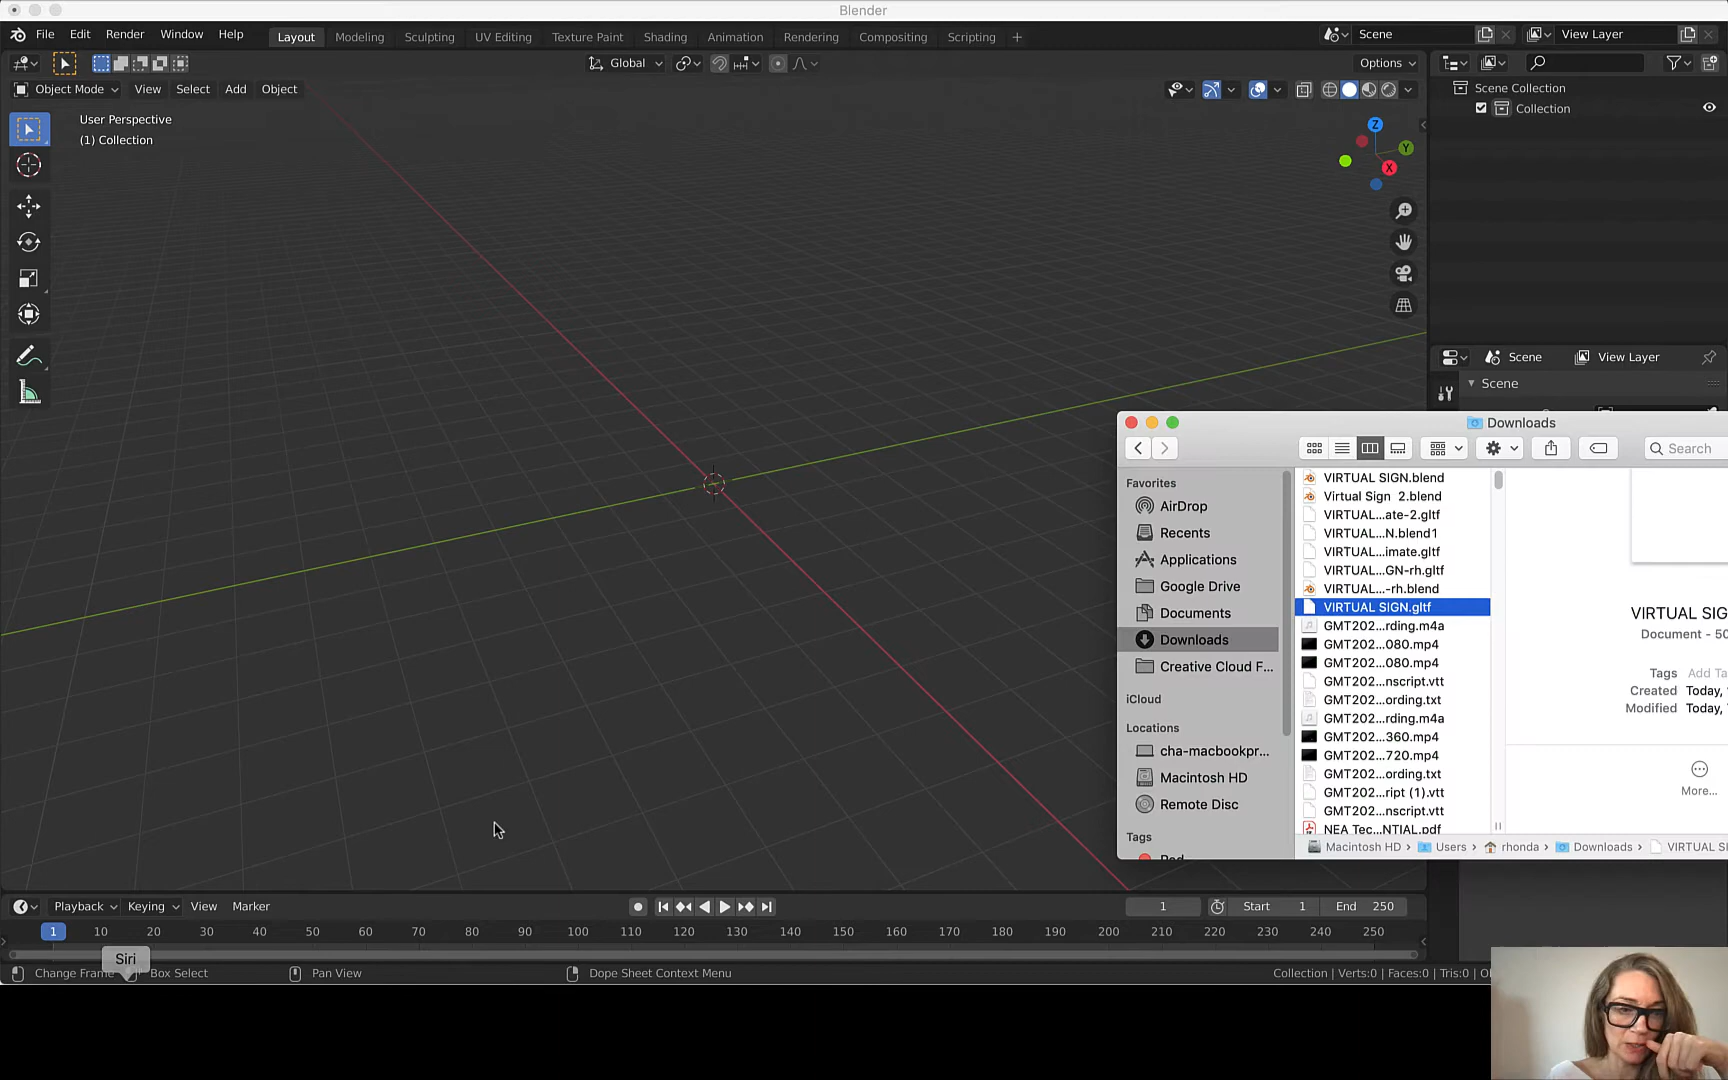 Blender
File Edit Render Window Help
Layout Modeling Sculpting UV Editing Texture Paint Shading Animation Rendering Compositing Scripting +
Scene
View Layer
Global
Options
Object Mode View Select Add Object
Scene Collection
Collection
User Perspective
(1) Collection
Z
Y
X
Scene View Layer
Scene
Downloads
Search
Favorites
AirDrop
Recents
Applications
Google Drive
Documents
Downloads
Creative Cloud F...
iCloud
Locations
cha-macbookpr...
Macintosh HD
Remote Disc
Tags
VIRTUAL SIGN.blend
Virtual Sign 2.blend
VIRTUAL...ate-2.gltf
VIRTUAL...N.blend1
VIRTUAL...imate.gltf
VIRTUAL...GN-rh.gltf
VIRTUAL...-rh.blend
VIRTUAL SIGN.gltf
GMT202...rding.m4a
GMT202...080.mp4
GMT202...080.mp4
GMT202...nscript.vtt
GMT202...ording.txt
GMT202...rding.m4a
GMT202...360.mp4
GMT202...720.mp4
GMT202...ording.txt
GMT202...ript (1).vtt
GMT202...nscript.vtt
NEA Tec...NTIAL.pdf
VIRTUAL SIG
Document - 50
Tags Add Ta
Created Today,
Modified Today,
More...
Macintosh HD › Users › rhonda › Downloads › VIRTUAL SI
Playback Keying View Marker
1
Start 1 End 250
1 10 20 30 40 50 60 70 80 90 100 110 120 130 140 150 160 170 180 190 200 210 220 230 240 250
Siri
Change Frame Box Select Pan View Dope Sheet Context Menu
Collection | Verts:0 | Faces:0 | Tris:0 |